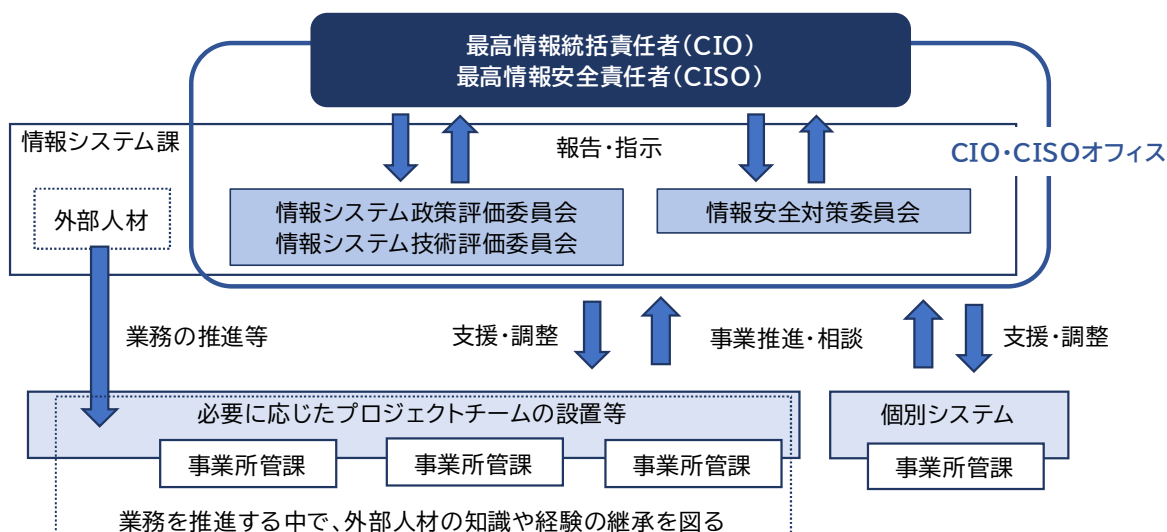 最高情報統括責任者(CIO)
最高情報安全責任者(CISO)
情報システム課
報告・指示
CIO・CISOオフィス
外部人材
情報システム政策評価委員会
情報システム技術評価委員会
情報安全対策委員会
業務の推進等
支援・調整
事業推進・相談
支援・調整
必要に応じたプロジェクトチームの設置等
個別システム
事業所管課
事業所管課
事業所管課
事業所管課
業務を推進する中で、外部人材の知識や経験の継承を図る